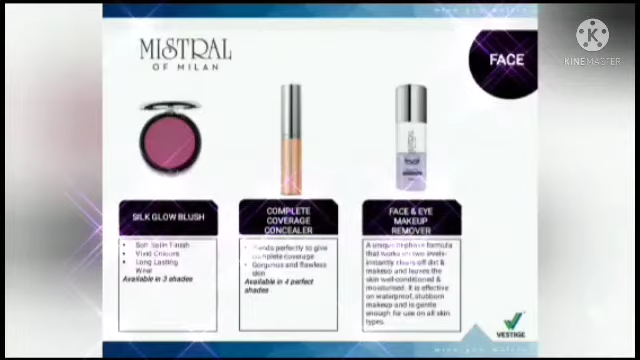 MISTRAL
OF MILAN
FACE
KINEMASTER
SILK GLOW BLUSH
• Soft Satin Finish
• Vivid Colours
• Long Lasting
Wear
Available in 3 shades
COMPLETE
COVERAGE
CONCEALER
• Blends perfectly to give
complete coverage
• Gorgeous and flawless
skin
Available in 4 perfect
shades
FACE & EYE
MAKEUP
REMOVER
A unique bi-phase formula
that works on two levels-
instantly clears off dirt &
makeup and leaves the
skin well-conditioned &
moisturised. It is effective
on waterproof, stubborn
makeup and is gentle
enough for use on all skin
types.
VESTIGE